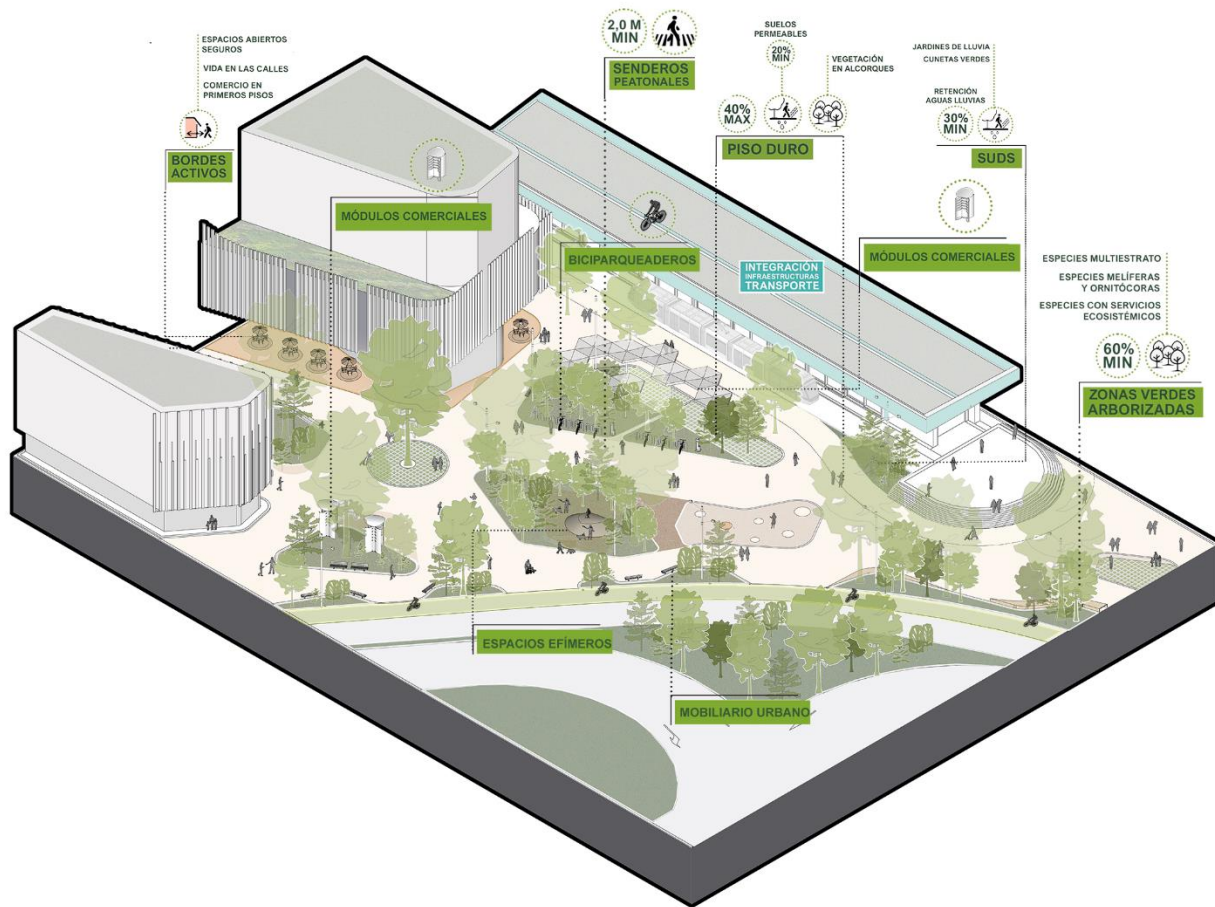 ESPACIOS ABIERTOS
SEGUROS
VIDA EN LAS CALLES
COMERCIO EN
PRIMEROS PISOS
BORDES
ACTIVOS
MÓDULOS COMERCIALES
2,0 M
MIN
SENDEROS
PEATONALES
BICIPARQUEADEROS
SUELOS
PERMEABLES
20%
MIN
40%
MAX
VEGETACIÓN
EN ALCORQUES
PISO DURO
INTEGRACIÓN
INFRAESTRUCTURAS
TRANSPORTE
JARDINES DE LLUVIA
CUNETAS VERDES
RETENCIÓN
AGUAS LLUVIAS
30%
MIN
SUDS
MÓDULOS COMERCIALES
ESPECIES MULTIESTRATO
ESPECIES MELÍFERAS
Y ORNITÓCORAS
ESPECIES CON SERVICIOS
ECOSISTÉMICOS
60%
MIN
ZONAS VERDES
ARBORIZADAS
ESPACIOS EFÍMEROS
MOBILIARIO URBANO